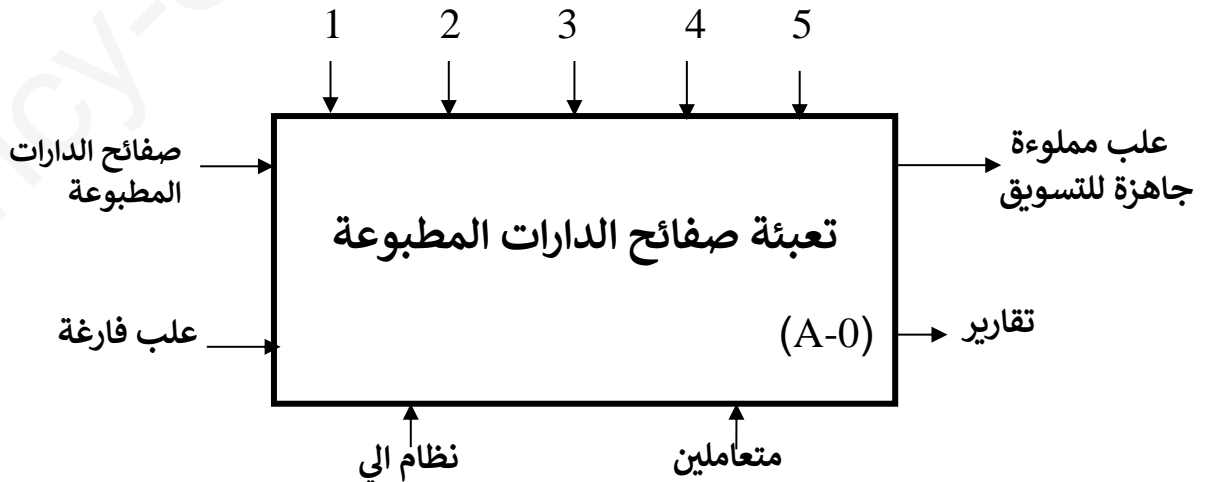 1 2 3 4 5
صفائح الدارات
المطبوعة
علب مملوءة
جاهزة للتسويق
تعبئة صفائح الدارات المطبوعة
علب فارغة
(A-0)
تقارير
نظام الي
متعاملين